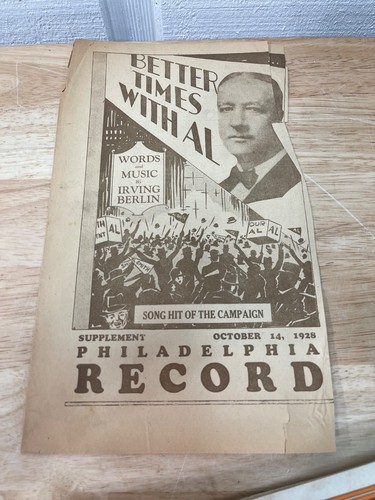 BETTER
TIMES
WITH AL
WORDS
and
MUSIC by
IRVING
BERLIN
AL
OUR
AL
SONG HIT OF THE CAMPAIGN
SUPPLEMENT OCTOBER 14, 1928
PHILADELPHIA
RECORD